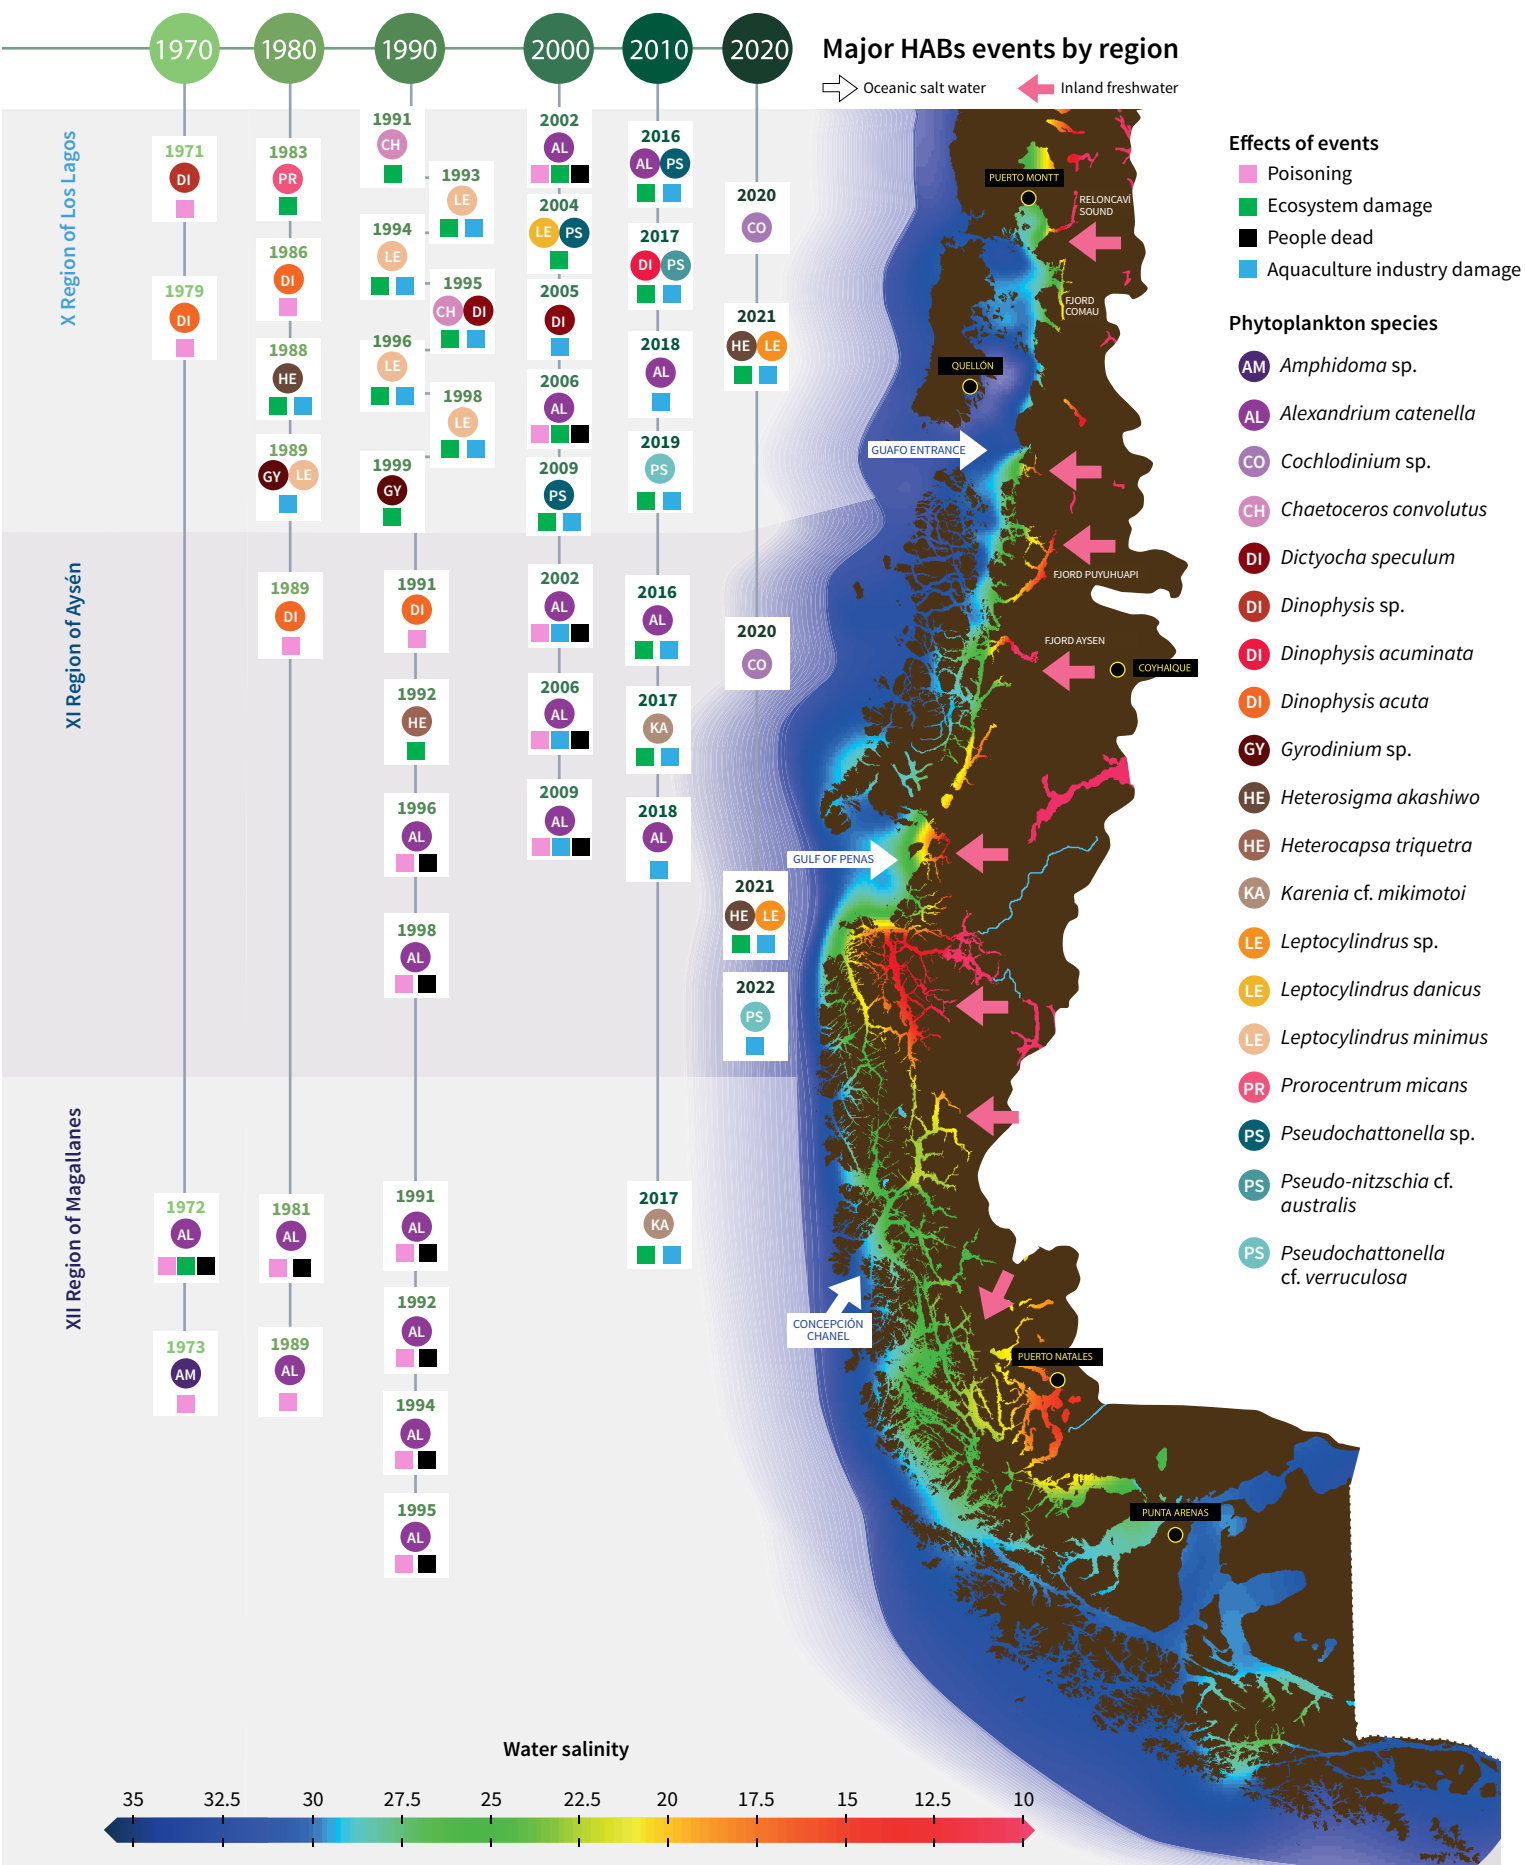 1970
1980
1990
2000
2010
2020
Major HABs events by region
Oceanic salt water
Inland freshwater
X Region of Los Lagos
1971
DI
1979
DI
1983
PR
1986
DI
1988
HE
1989
GY LE
1991
CH
1993
LE
1994
LE
1995
CH DI
1996
LE
1998
LE
1999
GY
2002
AL
2004
LE PS
2005
DI
2006
AL
2009
PS
2016
AL PS
2017
DI PS
2018
AL
2019
PS
2020
CO
2021
HE LE
XI Region of Aysén
1989
DI
1991
DI
1992
HE
1996
AL
1998
AL
2002
AL
2006
AL
2009
AL
2016
AL
2017
KA
2018
AL
2020
CO
2021
HE LE
2022
PS
XII Region of Magallanes
1972
AL
1973
AM
1981
AL
1989
AL
1991
AL
1992
AL
1994
AL
1995
AL
2017
KA
PUERTO MONTT
RELONCAVÍ
SOUND
FJORD
COMAU
QUELLÓN
GUAFO ENTRANCE
FJORD PUYUHUAPI
FJORD AYSEN
COYHAIQUE
GULF OF PENAS
CONCEPCIÓN
CHANEL
PUERTO NATALES
PUNTA ARENAS
Effects of events
Poisoning
Ecosystem damage
People dead
Aquaculture industry damage
Phytoplankton species
AM Amphidoma sp.
AL Alexandrium catenella
CO Cochlodinium sp.
CH Chaetoceros convolutus
DI Dictyocha speculum
DI Dinophysis sp.
DI Dinophysis acuminata
DI Dinophysis acuta
GY Gyrodinium sp.
HE Heterosigma akashiwo
HE Heterocapsa triquetra
KA Karenia cf. mikimotoi
LE Leptocylindrus sp.
LE Leptocylindrus danicus
LE Leptocylindrus minimus
PR Prorocentrum micans
PS Pseudochattonella sp.
PS Pseudo-nitzschia cf.
australis
PS Pseudochattonella
cf. verruculosa
Water salinity
35 32.5 30 27.5 25 22.5 20 17.5 15 12.5 10